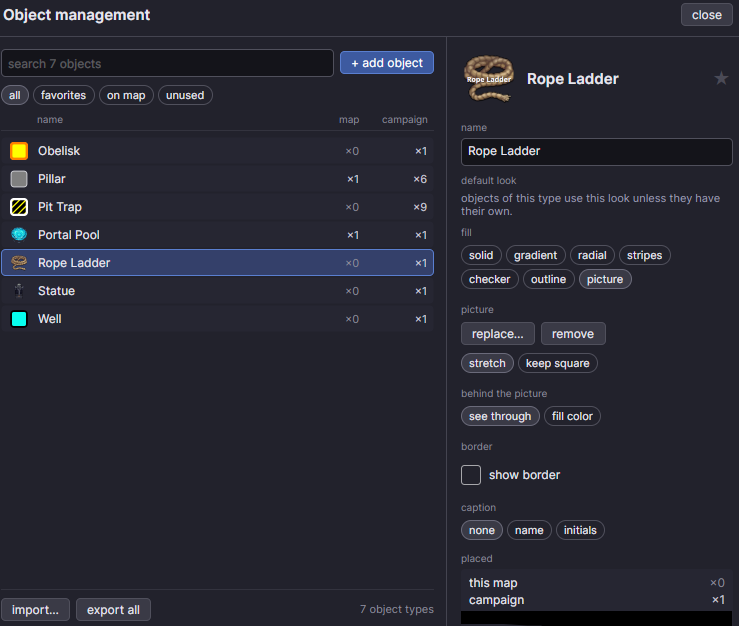 Object management
close
search 7 objects
+ add object
all
favorites
on map
unused
name
map
campaign
Obelisk
×0
×1
Pillar
×1
×6
Pit Trap
×0
×9
Portal Pool
×1
×1
Rope Ladder
×0
×1
Statue
×0
×1
Well
×0
×1
import...
export all
7 object types
Rope Ladder
Rope Ladder
★
name
Rope Ladder
default look
objects of this type use this look unless they have
their own.
fill
solid
gradient
radial
stripes
checker
outline
picture
picture
replace...
remove
stretch
keep square
behind the picture
see through
fill color
border
show border
caption
none
name
initials
placed
this map
×0
campaign
×1